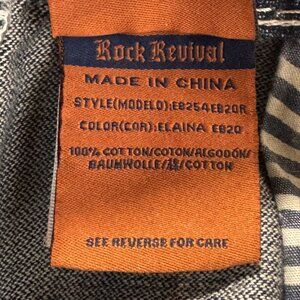 Rock Revival
MADE IN CHINA
STYLE(MODELO):EB254EB20R
COLOR(COR):ELAINA EB20
100% COTTON/COTON/ALGODÓN/
BAUMWOLLE/棉/COTTON
SEE REVERSE FOR CARE